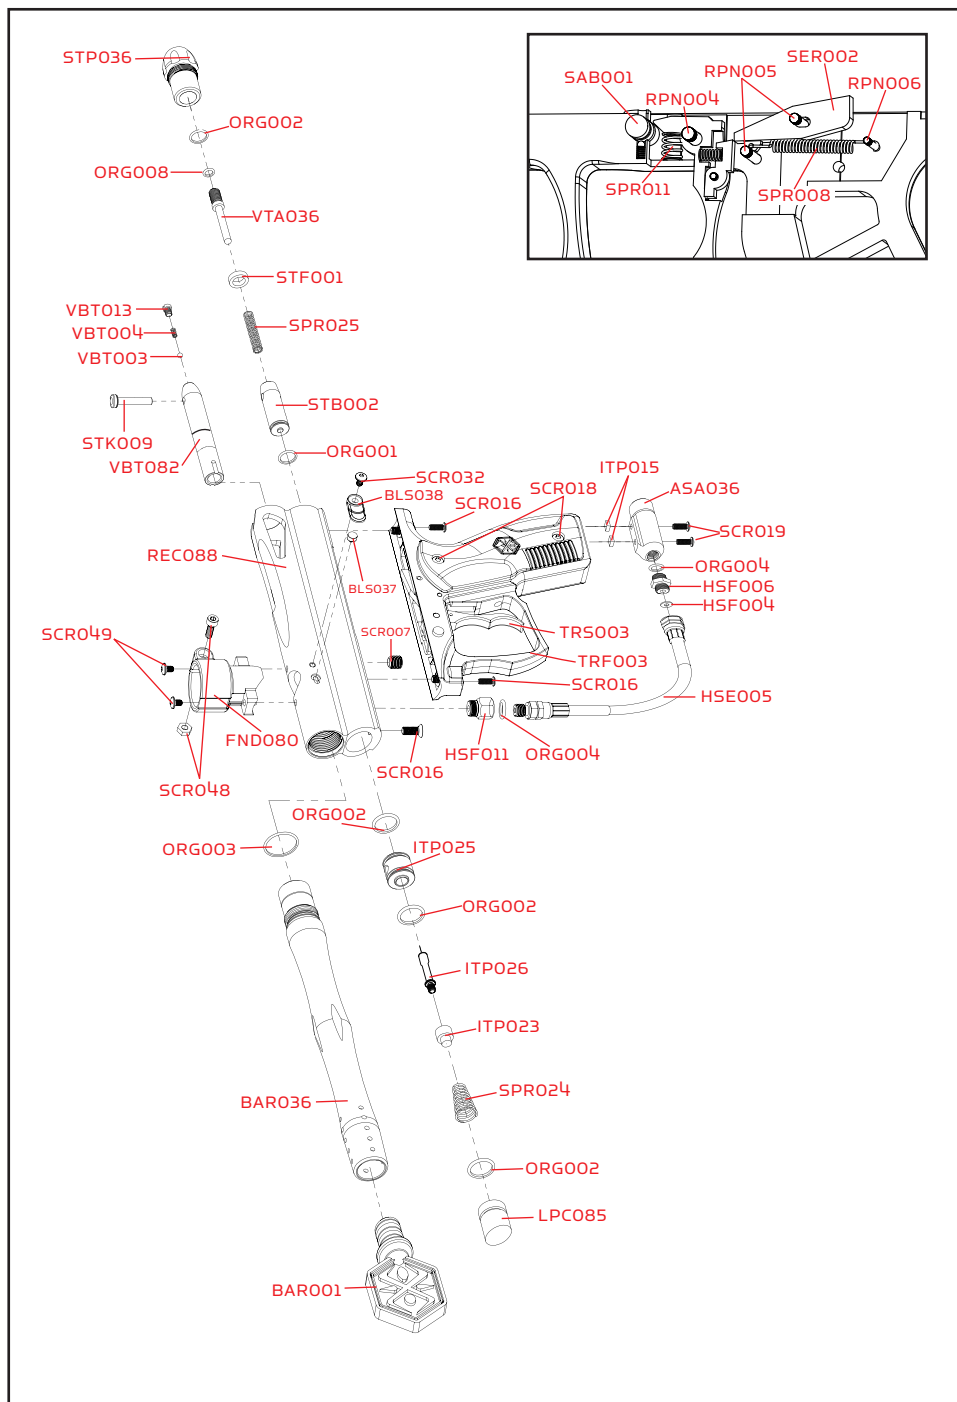 STP036
SER002
SAB001
RPN005
RPN006
RPN004
ORG002
ORG008
SPR011
SPR008
VTA036
STF001
VBT013
SPR025
VBT004
VBT003
STB002
STK009
ORG001
VBT082
SCR032
ITP015
ASA036
SCR018
BLS038
SCR016
SCR019
REC088
ORG004
BLS037
HSF006
HSF004
SCR049
SCR007
TRS003
TRF003
SCR016
HSE005
FND080
HSF011
ORG004
SCR016
SCR048
ORG002
ORG003
ITP025
ORG002
ITP026
ITP023
SPR024
BAR036
ORG002
LPC085
BAR001